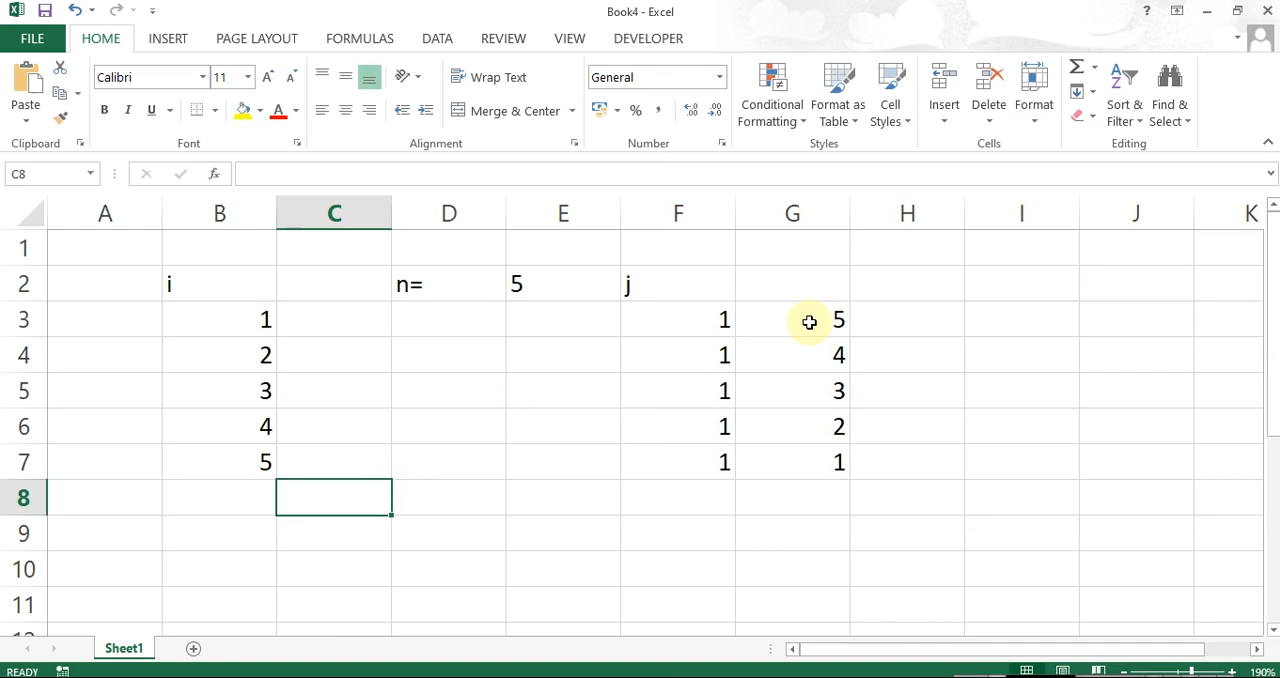 Book4 - Excel
FILE HOME INSERT PAGE LAYOUT FORMULAS DATA REVIEW VIEW DEVELOPER
Calibri 11 Wrap Text General
Paste B I U Merge & Center % , Conditional Formatting Format as Table Cell Styles Insert Delete Format Sort & Filter Find & Select
Clipboard Font Alignment Number Styles Cells Editing
C8 fx
A B C D E F G H I J K
1
2 i n= 5 j
3 1 1 5
4 2 1 4
5 3 1 3
6 4 1 2
7 5 1 1
8
9
10
11
Sheet1
READY 190%